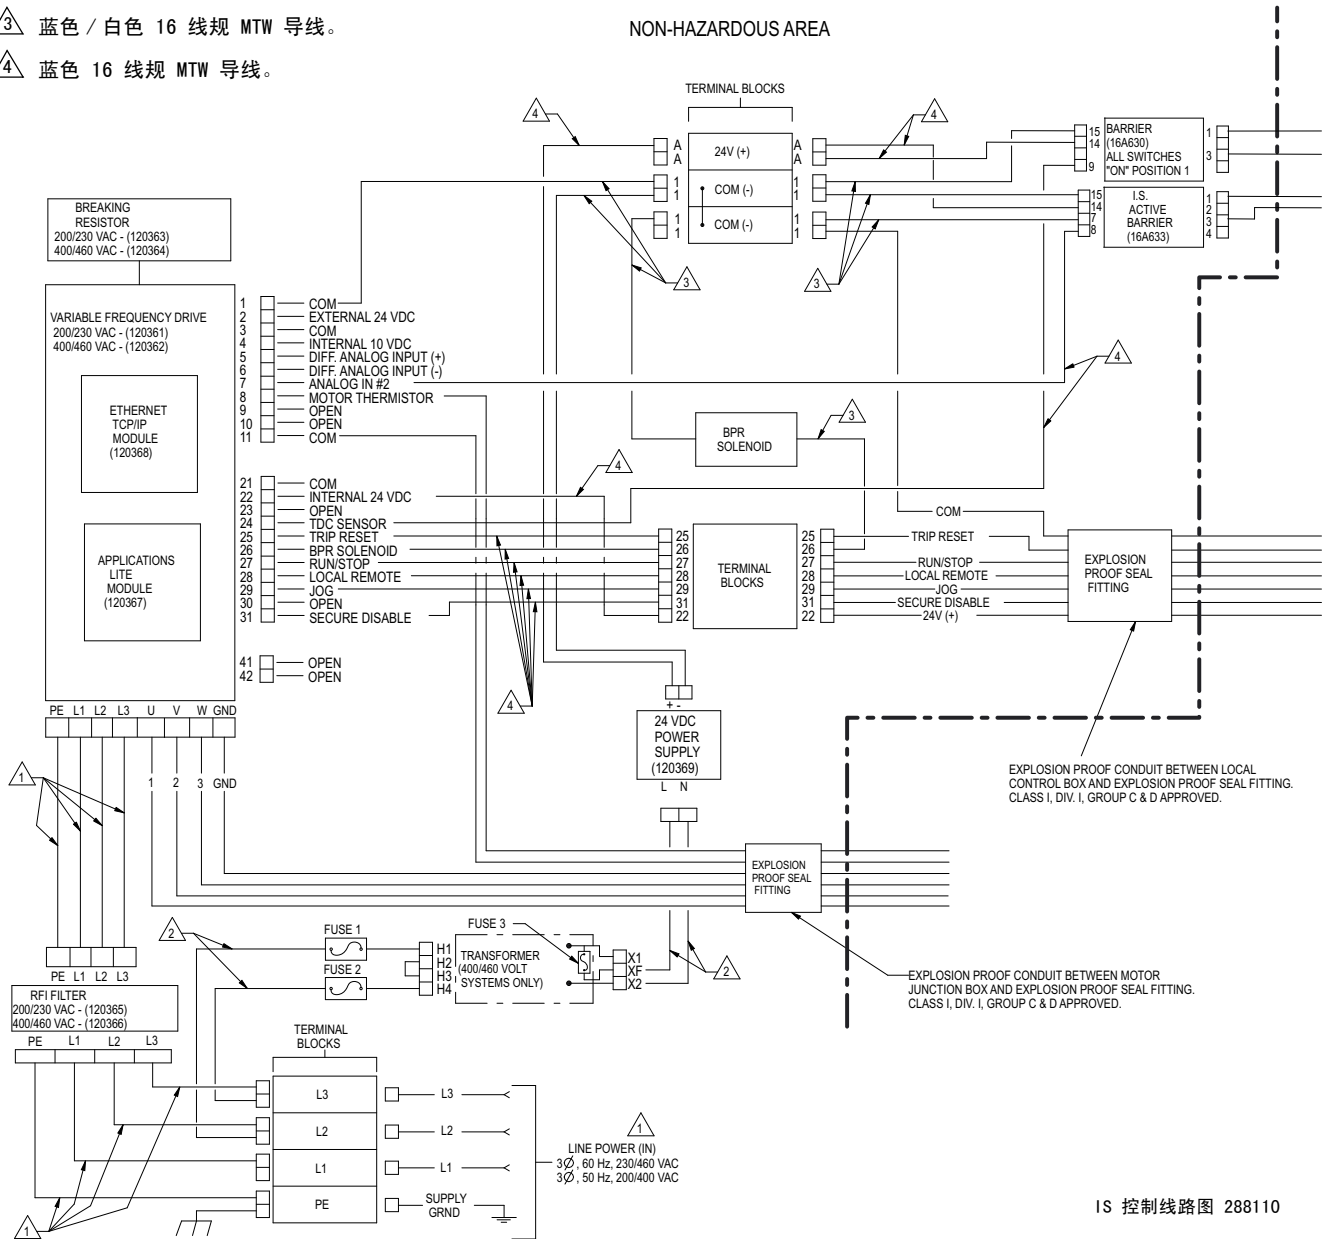 3 蓝色 / 白色 16 线规 MTW 导线。
4 蓝色 16 线规 MTW 导线。
NON-HAZARDOUS AREA
TERMINAL BLOCKS
4
4
A
A
24V (+)
A
A
1
1
COM (-)
1
1
1
1
COM (-)
1
1
3
3
15
14
9
BARRIER
(16A630)
ALL SWITCHES
"ON" POSITION 1
1
3
15
14
7
8
I.S.
ACTIVE
BARRIER
(16A633)
1
2
3
4
BREAKING
RESISTOR
200/230 VAC - (120363)
400/460 VAC - (120364)
VARIABLE FREQUENCY DRIVE
200/230 VAC - (120361)
400/460 VAC - (120362)
ETHERNET
TCP/IP
MODULE
(120368)
APPLICATIONS
LITE
MODULE
(120367)
1 COM
2 EXTERNAL 24 VDC
3 COM
4 INTERNAL 10 VDC
5 DIFF. ANALOG INPUT (+)
6 DIFF. ANALOG INPUT (-)
7 ANALOG IN #2
8 MOTOR THERMISTOR
9 OPEN
10 OPEN
11 COM
21 COM
22 INTERNAL 24 VDC
23 OPEN
24 TDC SENSOR
25 TRIP RESET
26 BPR SOLENOID
27 RUN/STOP
28 LOCAL REMOTE
29 JOG
30 OPEN
31 SECURE DISABLE
41 OPEN
42 OPEN
4
BPR
SOLENOID
3
4
4
25
26
27
28
29
31
22
TERMINAL
BLOCKS
25
26
27
28
29
31
22
COM
TRIP RESET
RUN/STOP
LOCAL REMOTE
JOG
SECURE DISABLE
24V (+)
EXPLOSION
PROOF SEAL
FITTING
+ -
24 VDC
POWER
SUPPLY
(120369)
L N
EXPLOSION PROOF CONDUIT BETWEEN LOCAL
CONTROL BOX AND EXPLOSION PROOF SEAL FITTING.
CLASS I, DIV. I, GROUP C & D APPROVED.
PE L1 L2 L3 U V W GND
1
1 2 3 GND
EXPLOSION
PROOF SEAL
FITTING
EXPLOSION PROOF CONDUIT BETWEEN MOTOR
JUNCTION BOX AND EXPLOSION PROOF SEAL FITTING.
CLASS I, DIV. I, GROUP C & D APPROVED.
2
FUSE 1
FUSE 2
H1
H2
H3
H4
FUSE 3
TRANSFORMER
(400/460 VOLT
SYSTEMS ONLY)
X1
XF
X2
2
PE L1 L2 L3
RFI FILTER
200/230 VAC - (120365)
400/460 VAC - (120366)
PE L1 L2 L3
TERMINAL
BLOCKS
L3
L2
L1
PE
L3
L2
L1
SUPPLY
GRND
1
LINE POWER (IN)
3Ø, 60 Hz, 230/460 VAC
3Ø, 50 Hz, 200/400 VAC
1
IS 控制线路图 288110